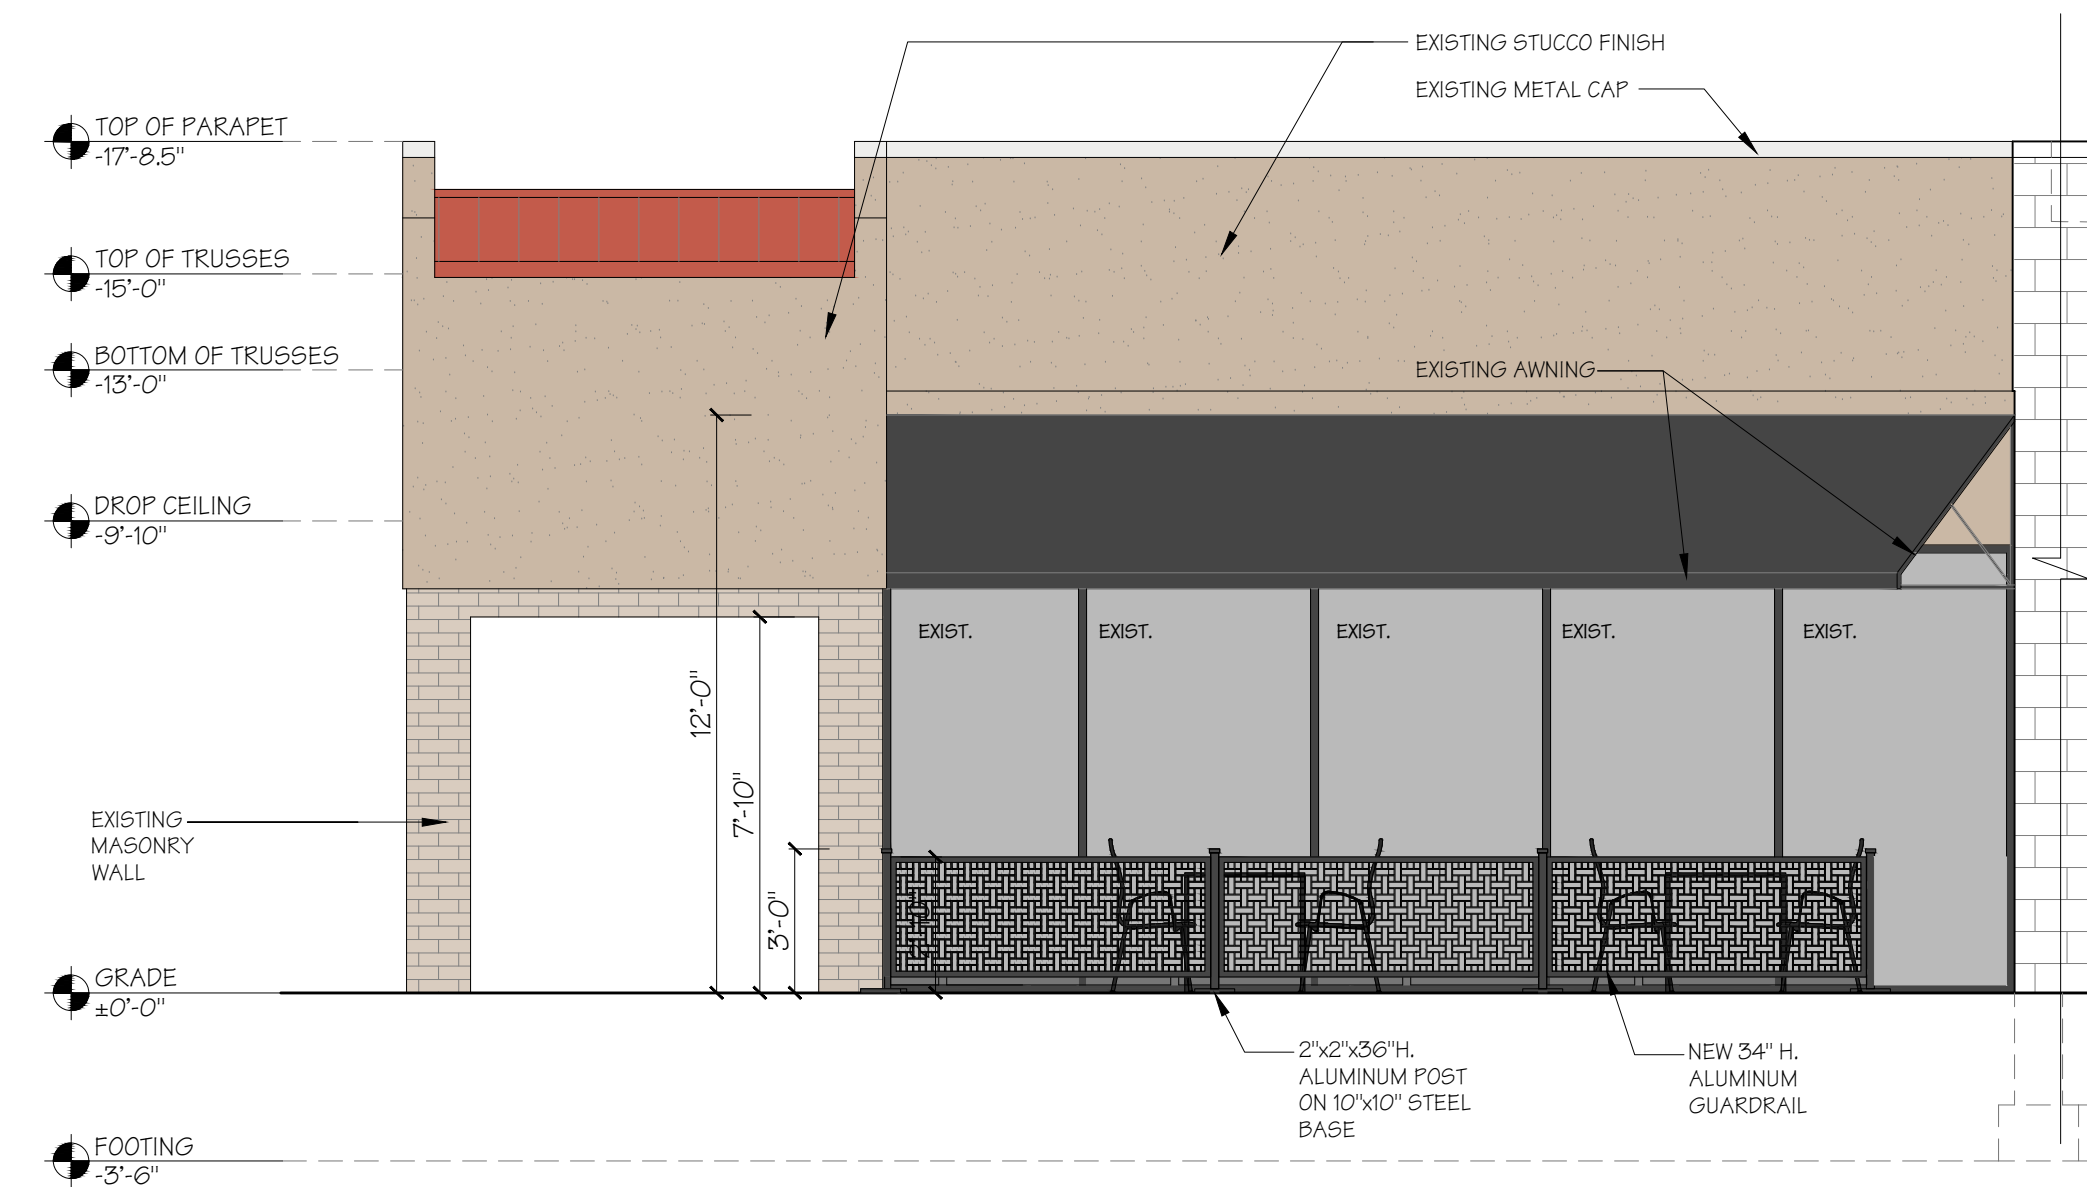 EXISTING STUCCO FINISH
EXISTING METAL CAP
TOP OF PARAPET
-17'-8.5"
TOP OF TRUSSES
-15'-0"
BOTTOM OF TRUSSES
-13'-0"
EXISTING AWNING
DROP CEILING
-9'-10"
EXIST.
EXIST.
EXIST.
EXIST.
EXIST.
12'-0"
7'-10"
3'-0"
2'-10"
EXISTING
MASONRY
WALL
GRADE
±0'-0"
2"x2"x36"H.
ALUMINUM POST
ON 10"x10" STEEL
BASE
NEW 34" H.
ALUMINUM
GUARDRAIL
FOOTING
-3'-6"